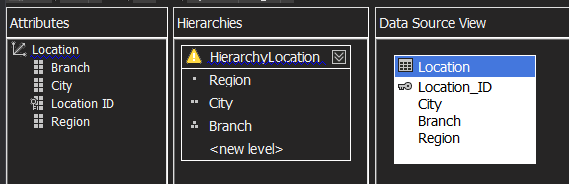 Attributes
Location
Branch
City
Location ID
Region
Hierarchies
HierarchyLocation
Region
City
Branch
<new level>
Data Source View
Location
Location_ID
City
Branch
Region